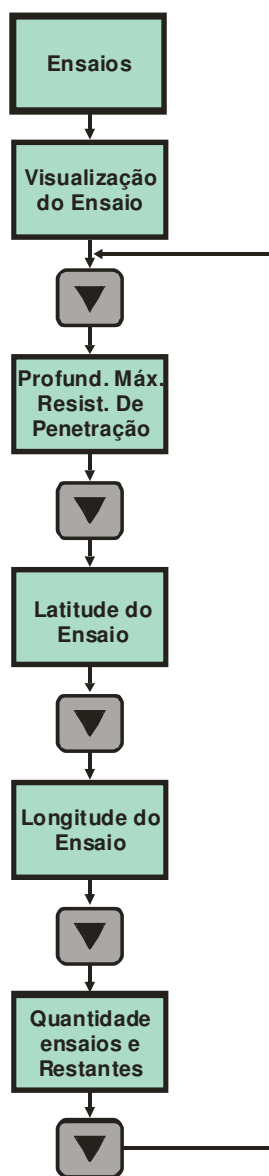 Ensaios
Visualização
do Ensaio
Profund. Máx.
Resist. De
Penetração
Latitude do
Ensaio
Longitude do
Ensaio
Quantidade
ensaios e
Restantes